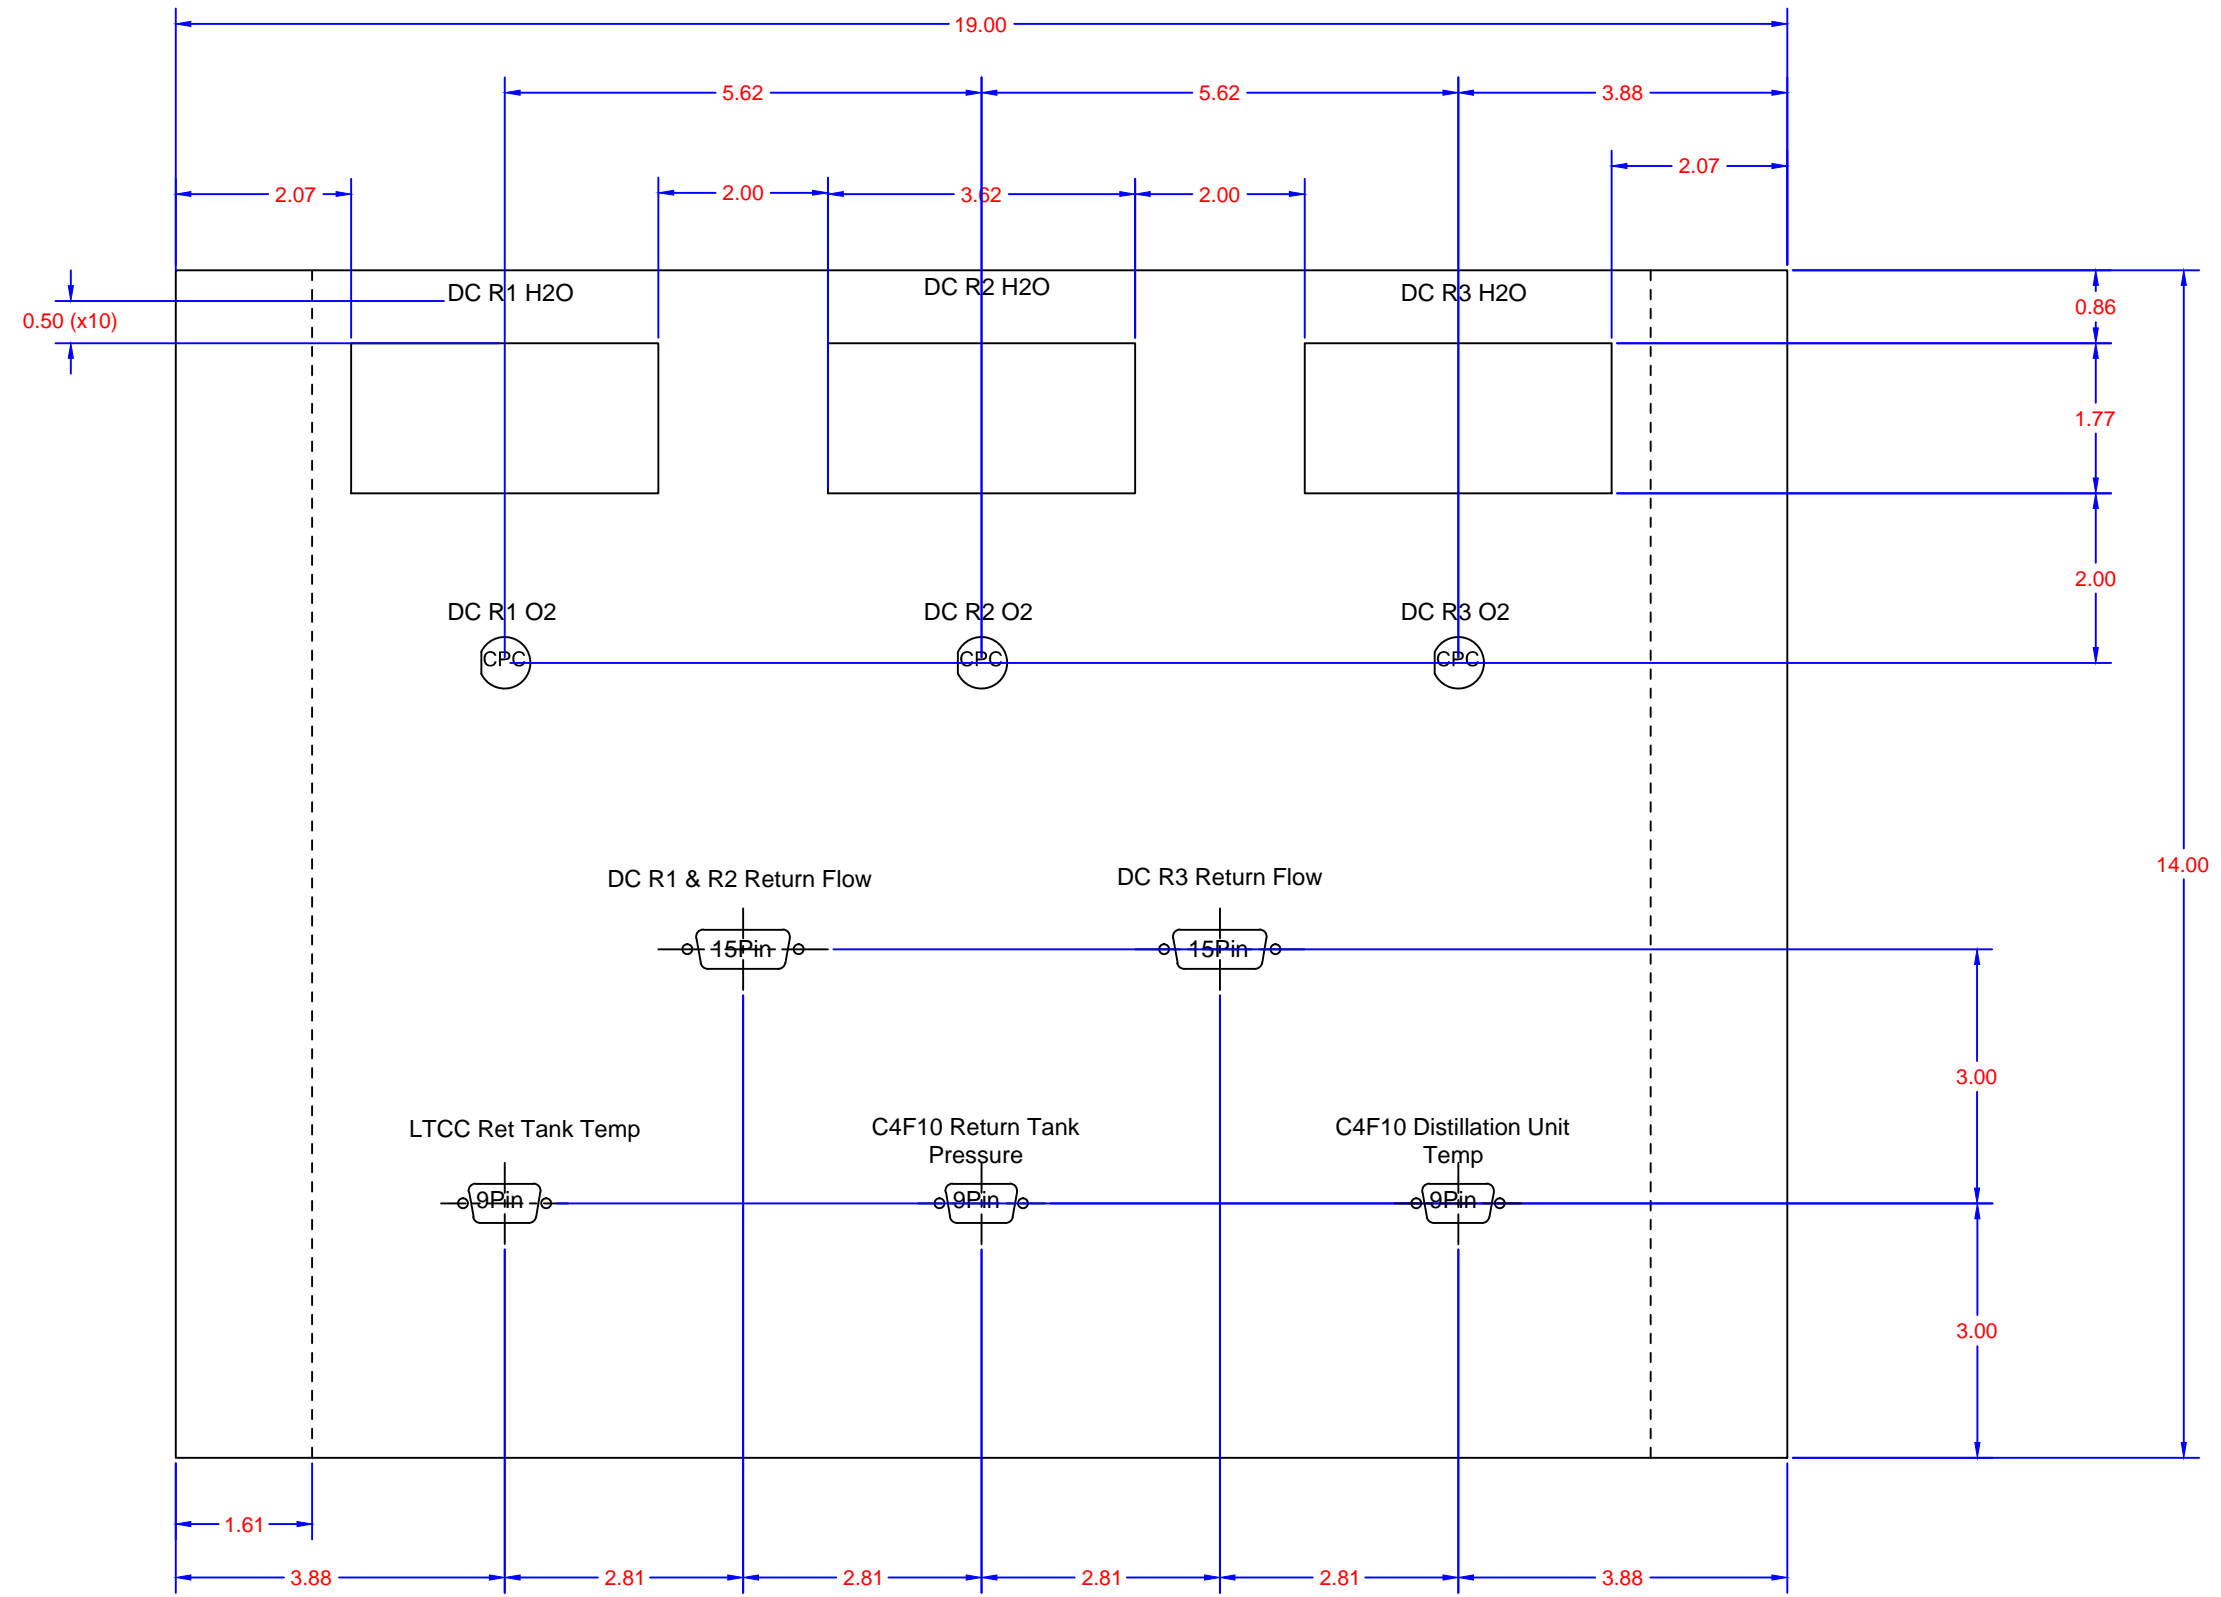 19.00
5.62
5.62
3.88
2.07
2.07
2.00
3.62
2.00
DC R1 H2O
DC R2 H2O
DC R3 H2O
0.50 (x10)
0.86
1.77
2.00
DC R1 O2
DC R2 O2
DC R3 O2
CPC
CPC
CPC
14.00
DC R1 & R2 Return Flow
DC R3 Return Flow
15Pin
15Pin
3.00
LTCC Ret Tank Temp
C4F10 Return Tank
Pressure
C4F10 Distillation Unit
Temp
9Pin
9Pin
9Pin
3.00
1.61
3.88
2.81
2.81
2.81
2.81
3.88